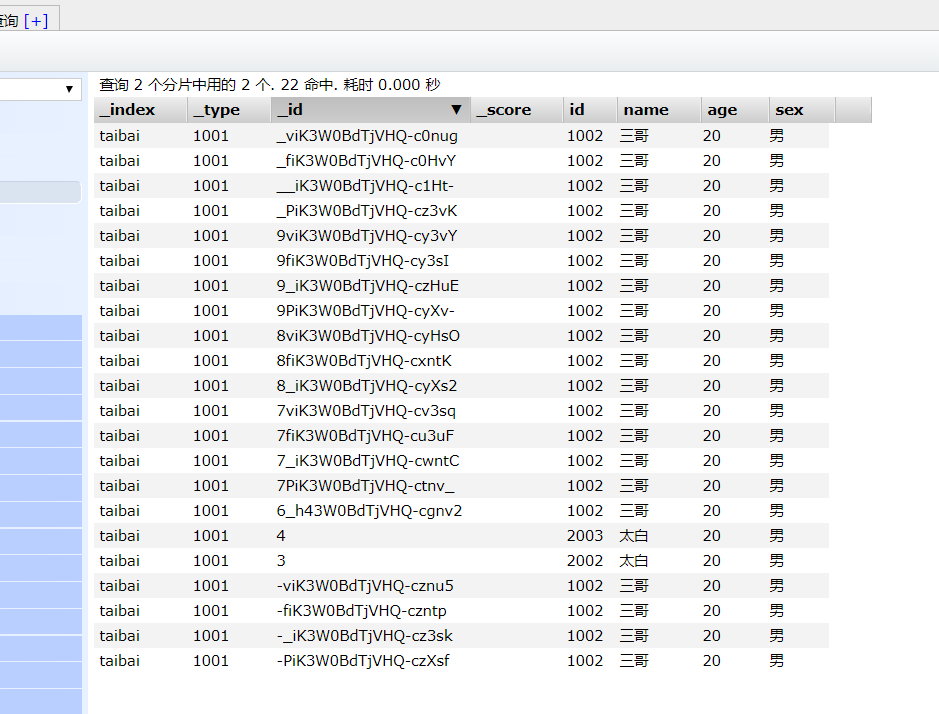 查询 [+]
▼
查询 2 个分片中用的 2 个. 22 命中. 耗时 0.000 秒
_index _type _id ▼ _score id name age sex
taibai 1001 _viK3W0BdTjVHQ-c0nug 1002 三哥 20 男
taibai 1001 _fiK3W0BdTjVHQ-c0HvY 1002 三哥 20 男
taibai 1001 __iK3W0BdTjVHQ-c1Ht- 1002 三哥 20 男
taibai 1001 _PiK3W0BdTjVHQ-cz3vK 1002 三哥 20 男
taibai 1001 9viK3W0BdTjVHQ-cy3vY 1002 三哥 20 男
taibai 1001 9fiK3W0BdTjVHQ-cy3sI 1002 三哥 20 男
taibai 1001 9_iK3W0BdTjVHQ-czHuE 1002 三哥 20 男
taibai 1001 9PiK3W0BdTjVHQ-cyXv- 1002 三哥 20 男
taibai 1001 8viK3W0BdTjVHQ-cyHsO 1002 三哥 20 男
taibai 1001 8fiK3W0BdTjVHQ-cxntK 1002 三哥 20 男
taibai 1001 8_iK3W0BdTjVHQ-cyXs2 1002 三哥 20 男
taibai 1001 7viK3W0BdTjVHQ-cv3sq 1002 三哥 20 男
taibai 1001 7fiK3W0BdTjVHQ-cu3uF 1002 三哥 20 男
taibai 1001 7_iK3W0BdTjVHQ-cwntC 1002 三哥 20 男
taibai 1001 7PiK3W0BdTjVHQ-ctnv_ 1002 三哥 20 男
taibai 1001 6_h43W0BdTjVHQ-cgnv2 1002 三哥 20 男
taibai 1001 4 2003 太白 20 男
taibai 1001 3 2002 太白 20 男
taibai 1001 -viK3W0BdTjVHQ-cznu5 1002 三哥 20 男
taibai 1001 -fiK3W0BdTjVHQ-czntp 1002 三哥 20 男
taibai 1001 -_iK3W0BdTjVHQ-cz3sk 1002 三哥 20 男
taibai 1001 -PiK3W0BdTjVHQ-czXsf 1002 三哥 20 男